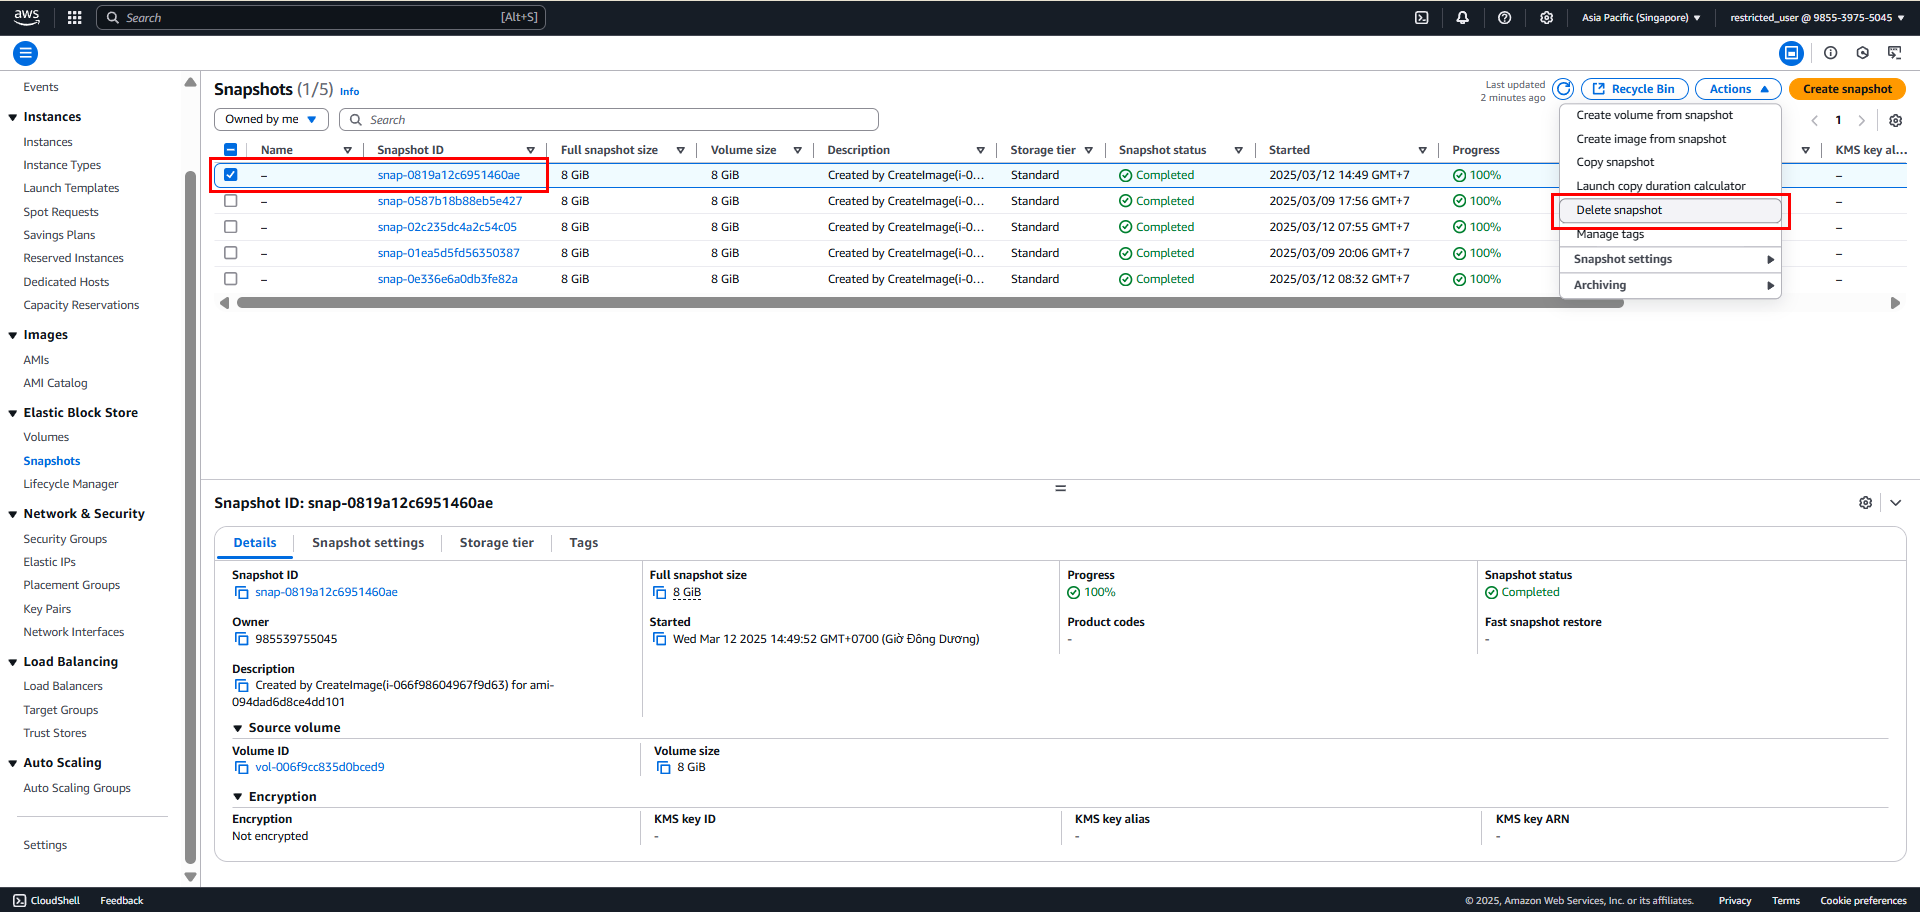 aws
Search [Alt+S]
Asia Pacific (Singapore)
restricted_user @ 9855-3975-5045
Events
Instances
Instances
Instance Types
Launch Templates
Spot Requests
Savings Plans
Reserved Instances
Dedicated Hosts
Capacity Reservations
Images
AMIs
AMI Catalog
Elastic Block Store
Volumes
Snapshots
Lifecycle Manager
Network & Security
Security Groups
Elastic IPs
Placement Groups
Key Pairs
Network Interfaces
Load Balancing
Load Balancers
Target Groups
Trust Stores
Auto Scaling
Auto Scaling Groups
Settings
Snapshots (1/5) Info
Last updated
2 minutes ago
Recycle Bin
Actions
Create snapshot
Owned by me
Search
1
Name Snapshot ID Full snapshot size Volume size Description Storage tier Snapshot status Started Progress KMS key al...
– snap-0819a12c6951460ae 8 GiB 8 GiB Created by CreateImage(i-0... Standard Completed 2025/03/12 14:49 GMT+7 100% –
– snap-0587b18b88eb5e427 8 GiB 8 GiB Created by CreateImage(i-0... Standard Completed 2025/03/09 17:56 GMT+7 100% –
– snap-02c235dc4a2c54c05 8 GiB 8 GiB Created by CreateImage(i-0... Standard Completed 2025/03/12 07:55 GMT+7 100% –
– snap-01ea5d5fd56350387 8 GiB 8 GiB Created by CreateImage(i-0... Standard Completed 2025/03/09 20:06 GMT+7 100% –
– snap-0e336e6a0db3fe82a 8 GiB 8 GiB Created by CreateImage(i-0... Standard Completed 2025/03/12 08:32 GMT+7 100% –
Create volume from snapshot
Create image from snapshot
Copy snapshot
Launch copy duration calculator
Delete snapshot
Manage tags
Snapshot settings
Archiving
Snapshot ID: snap-0819a12c6951460ae
Details Snapshot settings Storage tier Tags
Snapshot ID
snap-0819a12c6951460ae
Full snapshot size
8 GiB
Progress
100%
Snapshot status
Completed
Owner
985539755045
Started
Wed Mar 12 2025 14:49:52 GMT+0700 (Giờ Đông Dương)
Product codes
-
Fast snapshot restore
-
Description
Created by CreateImage(i-066f98604967f9d63) for ami-
094dad6d8ce4dd101
Source volume
Volume ID
vol-006f9cc835d0bced9
Volume size
8 GiB
Encryption
Encryption
Not encrypted
KMS key ID
-
KMS key alias
-
KMS key ARN
-
CloudShell Feedback
© 2025, Amazon Web Services, Inc. or its affiliates. Privacy Terms Cookie preferences